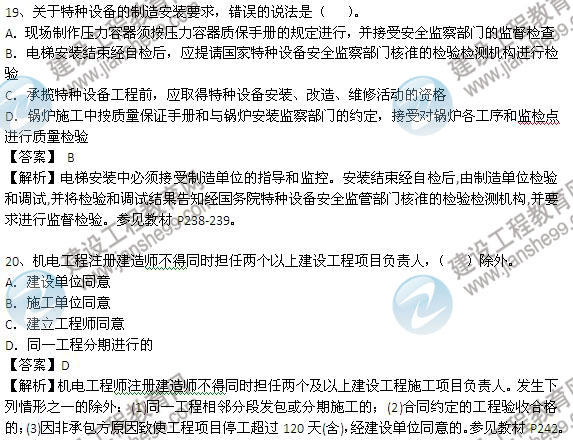 19、关于特种设备的制造安装要求，错误的说法是（  ）。
A．现场制作压力容器须按压力容器质保手册的规定进行，并接受安全监察部门的监督检查
B．电梯安装结束经自检后，应提请国家特种设备安全监察部门核准的检验检测机构进行检
验
C．承揽特种设备工程前，应取得特种设备安装、改造、维修活动的资格
D．锅炉施工中按质量保证手册和与锅炉安装监察部门的约定，接受对锅炉各工序和监检点
进行质量检验
【答案】 B
【解析】电梯安装中必须接受制造单位的指导和监控。安装结束经自检后,由制造单位检验
和调试,并将检验和调试结果告知经国务院特种设备安全监管部门核准的检验检测机构,并要
求进行监督检验。参见教材 P238-239。
20、机电工程注册建造师不得同时担任两个以上建设工程项目负责人，（  ）除外。
A．建设单位同意
B．施工单位同意
C．建立工程师同意
D．同一工程分期进行的
【答案】D
【解析】机电工程师注册建造师不得同时担任两个及以上建设工程施工项目负责人。发生下
列情形之一的除外：(1)同一工程相邻分段发包或分期施工的；(2)合同约定的工程验收合格
的；(3)因非承包方原因致使工程项目停工超过 120 天(含)，经建设单位同意的。参见教材 P242。
建设工程教育网
www.jianshe99.com